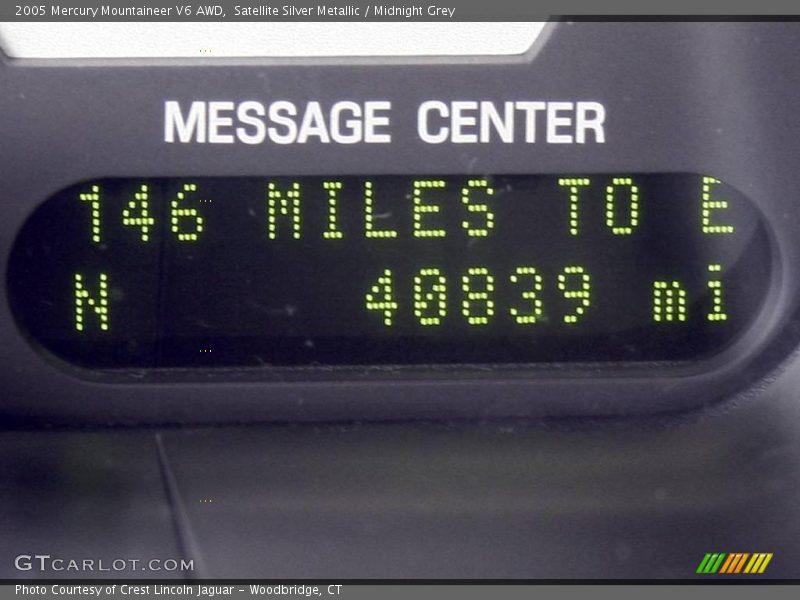 2005 Mercury Mountaineer V6 AWD,  Satellite Silver Metallic / Midnight Grey
MESSAGE CENTER
146 MILES TO E
N 40839 mi
GTCARLOT.COM
Photo Courtesy of Crest Lincoln Jaguar – Woodbridge, CT